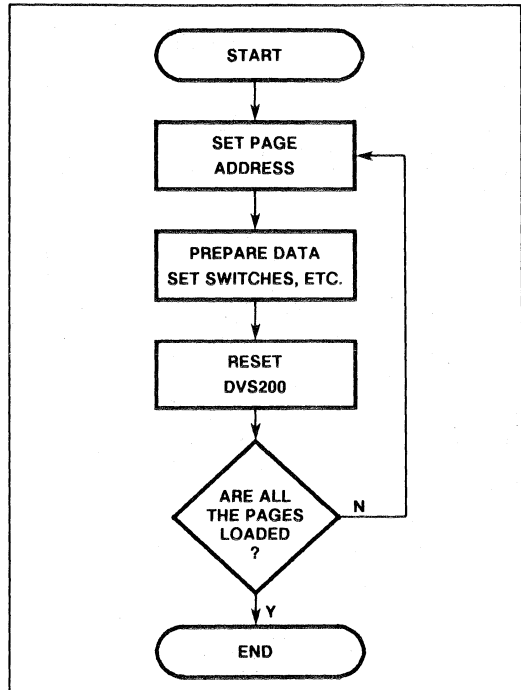 START
SET PAGE
ADDRESS
PREPARE DATA
SET SWITCHES, ETC.
RESET
DVS200
ARE ALL
THE PAGES
LOADED
?
N
Y
END